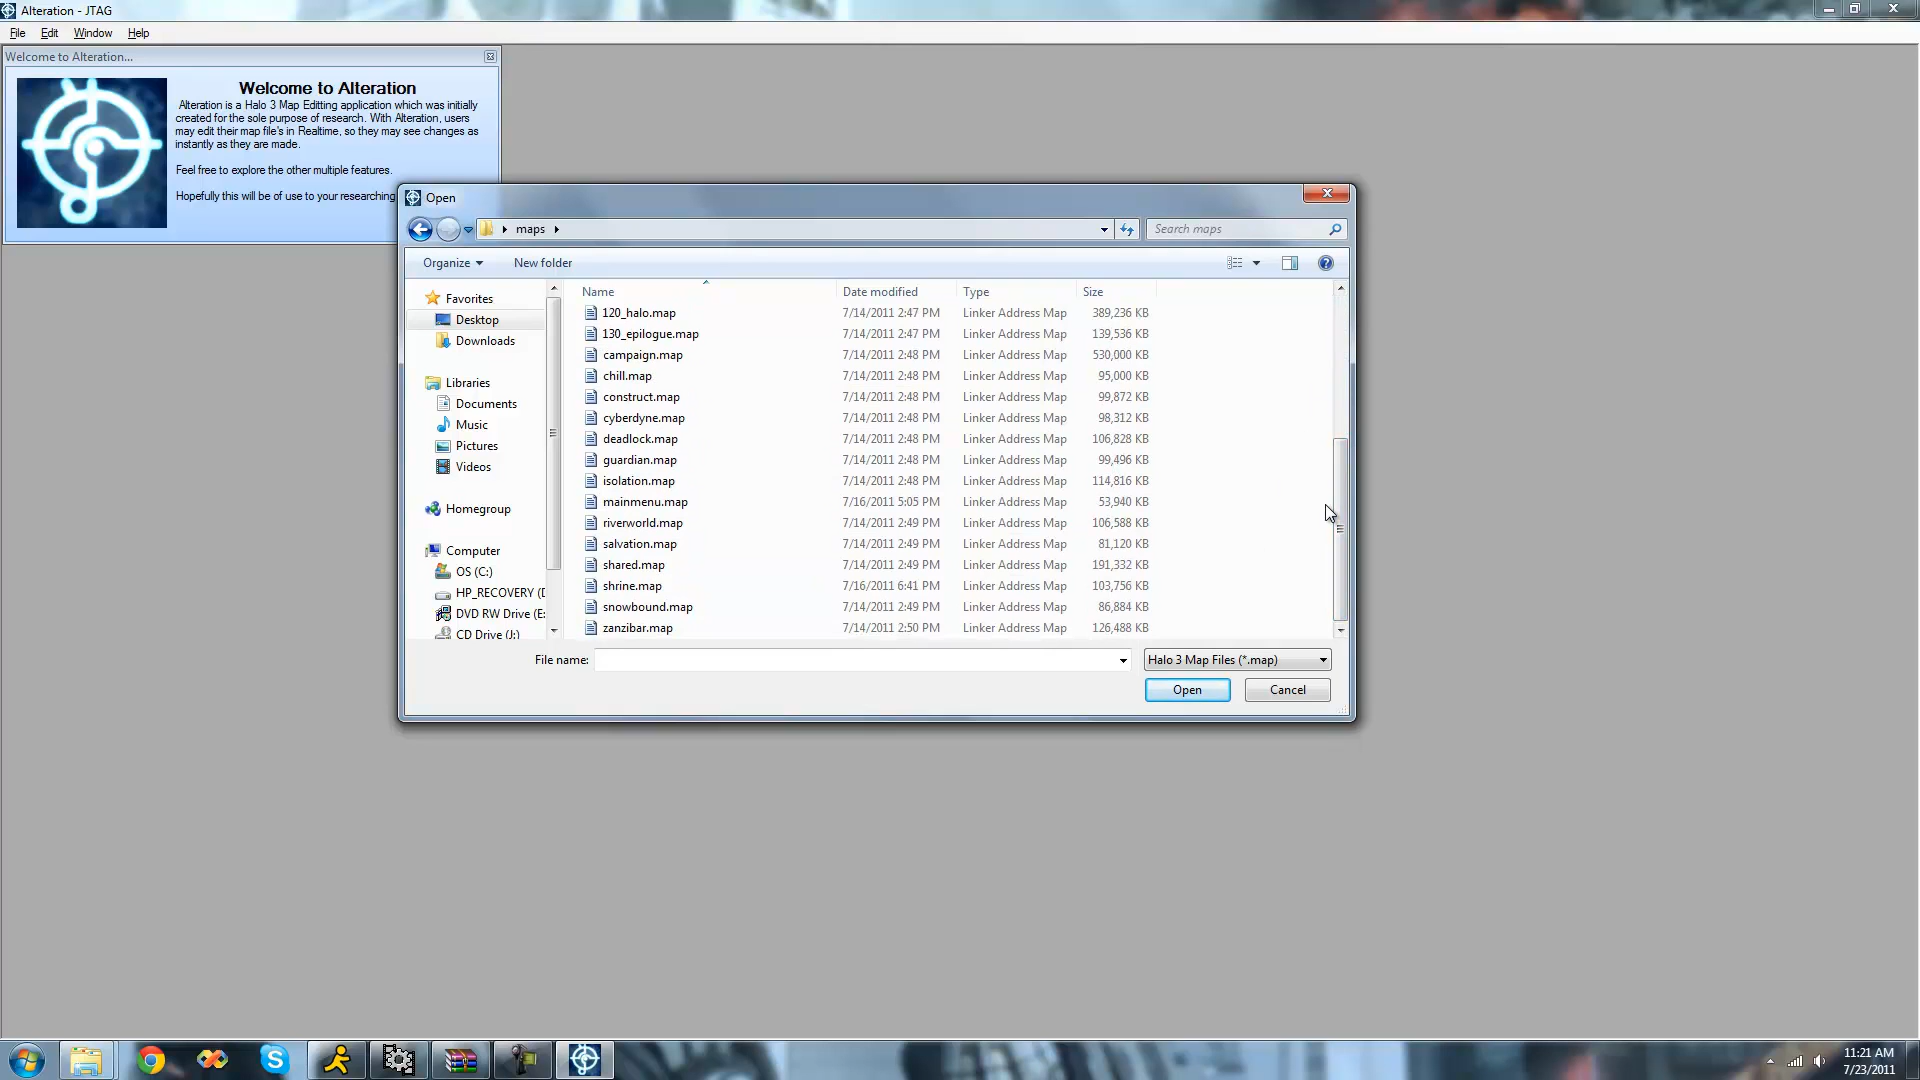 Alteration - JTAG
File Edit Window Help
Welcome to Alteration...
Welcome to Alteration
Alteration is a Halo 3 Map Editting application which was initially
created for the sole purpose of research. With Alteration, users
may edit their map file's in Realtime, so they may see changes as
instantly as they are made.
Feel free to explore the other multiple features.
Hopefully this will be of use to your researching
Open
maps
Search maps
Organize New folder
Favorites
Desktop
Downloads
Libraries
Documents
Music
Pictures
Videos
Homegroup
Computer
OS (C:)
HP_RECOVERY (D
DVD RW Drive (E:
CD Drive (J:)
Name Date modified Type Size
120_halo.map 7/14/2011 2:47 PM Linker Address Map 389,236 KB
130_epilogue.map 7/14/2011 2:47 PM Linker Address Map 139,536 KB
campaign.map 7/14/2011 2:48 PM Linker Address Map 530,000 KB
chill.map 7/14/2011 2:48 PM Linker Address Map 95,000 KB
construct.map 7/14/2011 2:48 PM Linker Address Map 99,872 KB
cyberdyne.map 7/14/2011 2:48 PM Linker Address Map 98,312 KB
deadlock.map 7/14/2011 2:48 PM Linker Address Map 106,828 KB
guardian.map 7/14/2011 2:48 PM Linker Address Map 99,496 KB
isolation.map 7/14/2011 2:48 PM Linker Address Map 114,816 KB
mainmenu.map 7/16/2011 5:05 PM Linker Address Map 53,940 KB
riverworld.map 7/14/2011 2:49 PM Linker Address Map 106,588 KB
salvation.map 7/14/2011 2:49 PM Linker Address Map 81,120 KB
shared.map 7/14/2011 2:49 PM Linker Address Map 191,332 KB
shrine.map 7/16/2011 6:41 PM Linker Address Map 103,756 KB
snowbound.map 7/14/2011 2:49 PM Linker Address Map 86,884 KB
zanzibar.map 7/14/2011 2:50 PM Linker Address Map 126,488 KB
File name: Halo 3 Map Files (*.map)
Open Cancel
11:21 AM
7/23/2011